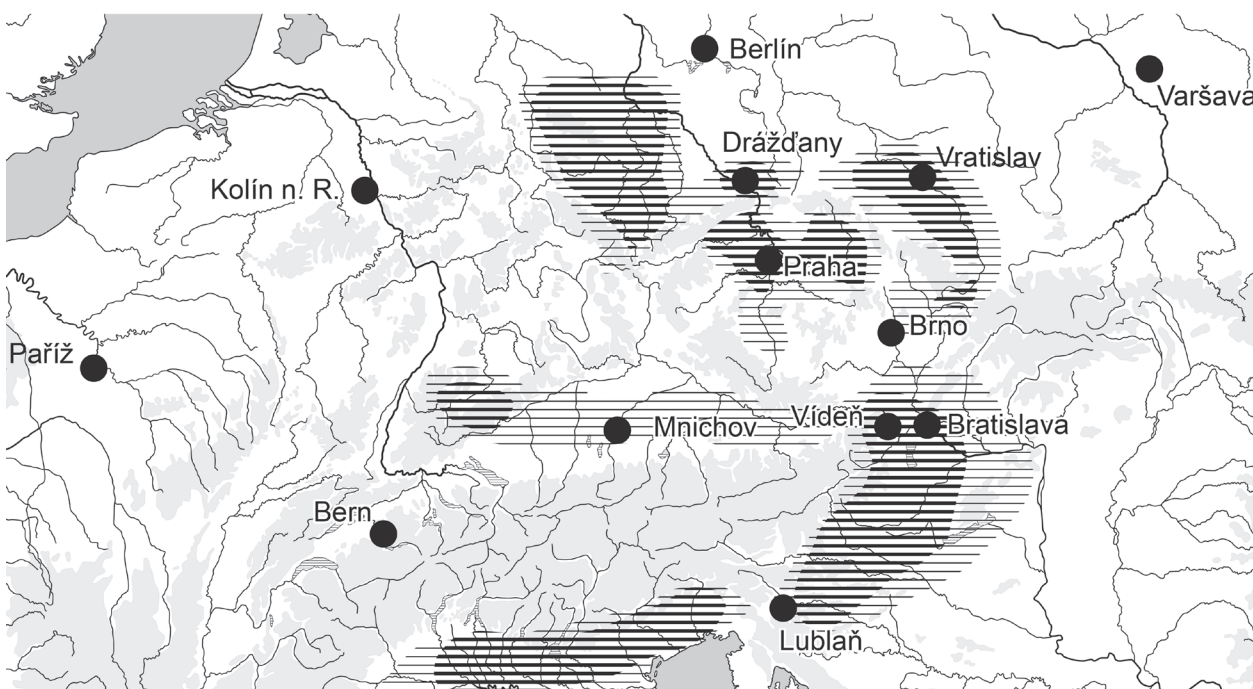 Berlín
Varšava
Drážďany
Vratislav
Kolín n. R.
Praha
Brno
Paříž
Mnichov
Vídeň
Bratislava
Bern
Lublaň